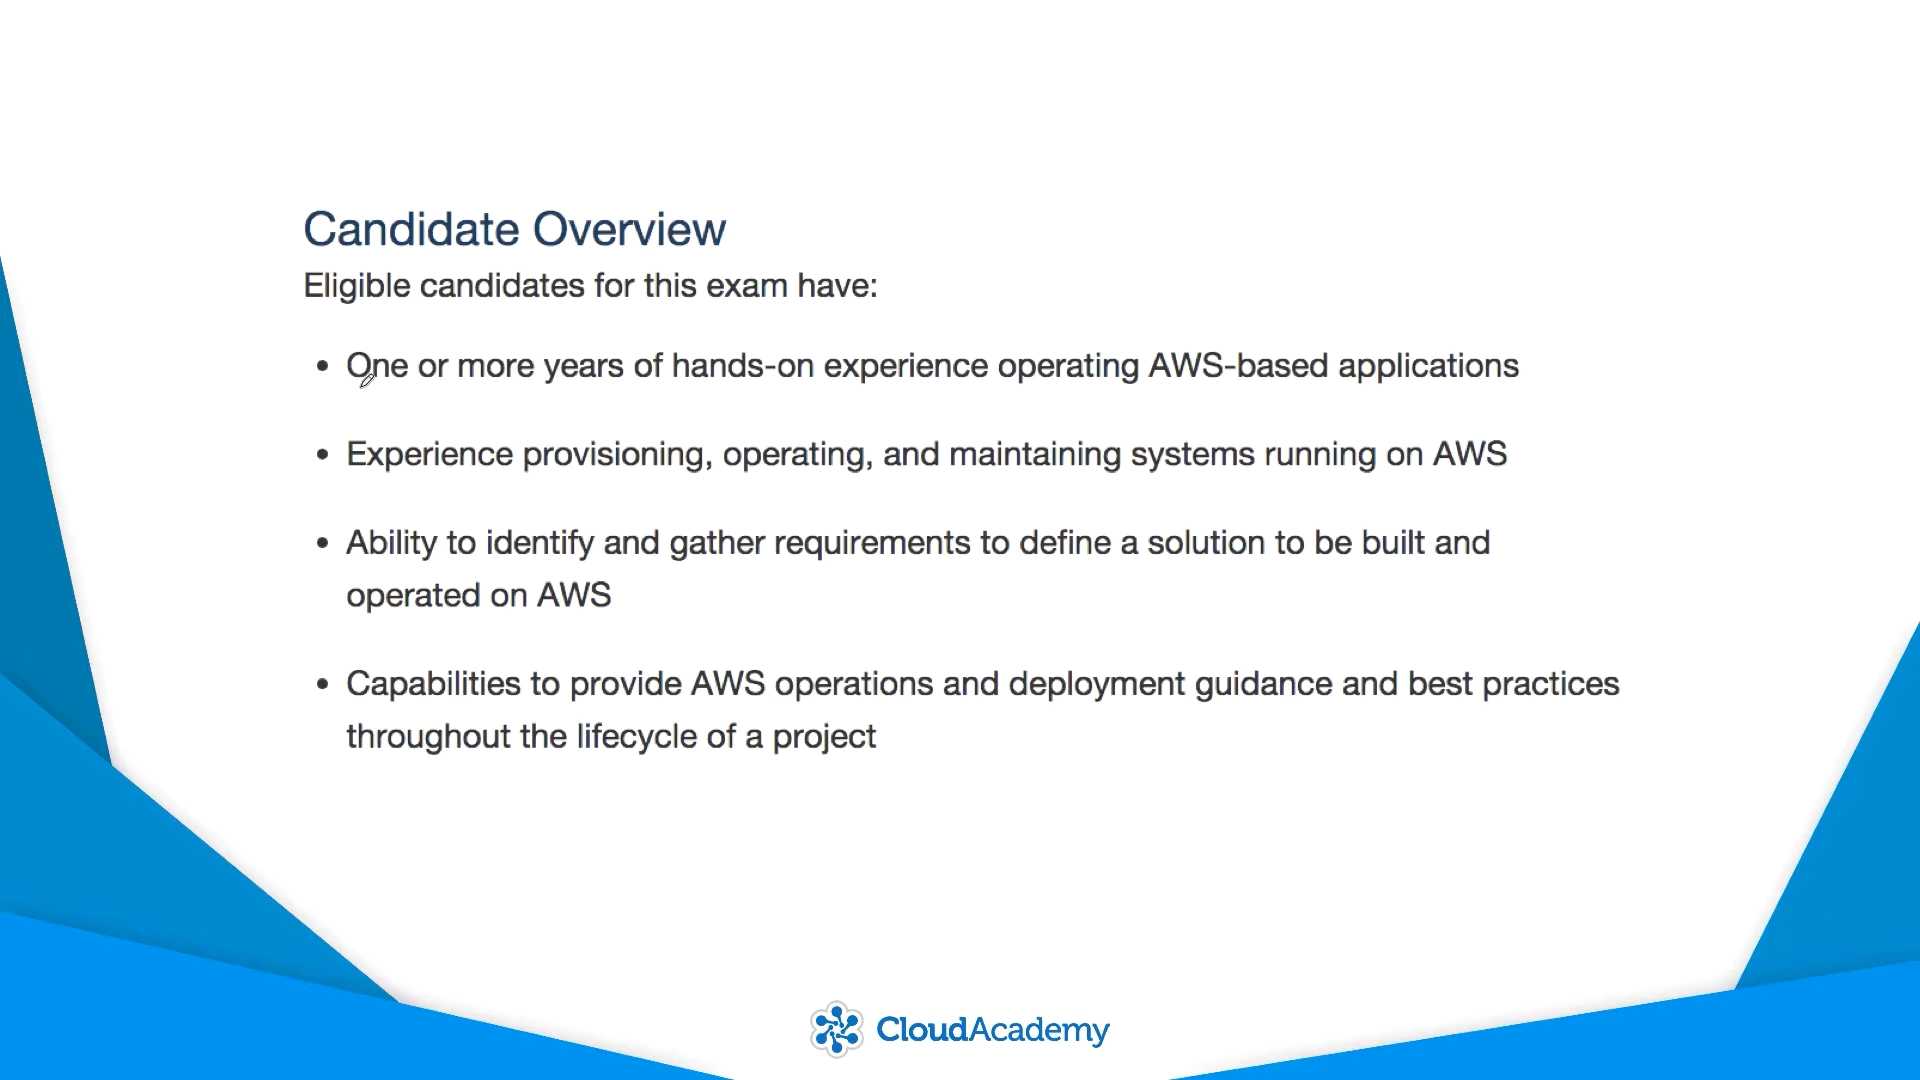 Candidate Overview
Eligible candidates for this exam have:
• One or more years of hands-on experience operating AWS-based applications
• Experience provisioning, operating, and maintaining systems running on AWS
• Ability to identify and gather requirements to define a solution to be built and
operated on AWS
• Capabilities to provide AWS operations and deployment guidance and best practices
throughout the lifecycle of a project
CloudAcademy